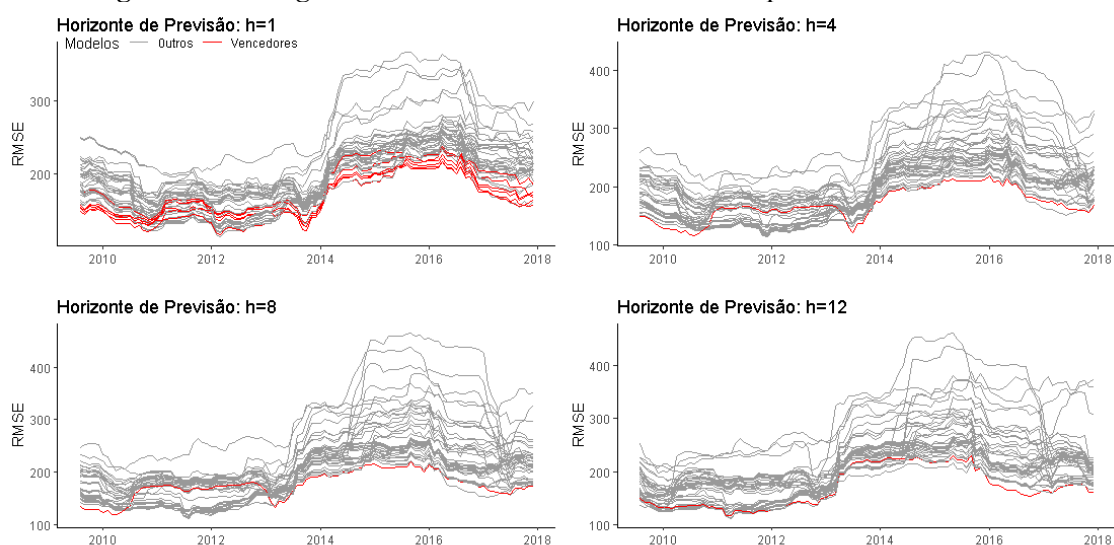 Horizonte de Previsão: h=1
Modelos Outros Vencedores
RMSE
300
200
2010 2012 2014 2016 2018
Horizonte de Previsão: h=4
RMSE
400
300
200
100
2010 2012 2014 2016 2018
Horizonte de Previsão: h=8
RMSE
400
300
200
100
2010 2012 2014 2016 2018
Horizonte de Previsão: h=12
RMSE
400
300
200
100
2010 2012 2014 2016 2018